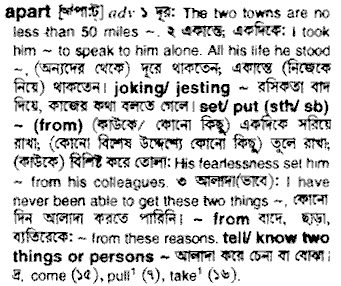 apart [অ্যাপাট্] adv ১ দূর: The two towns are no
less than 50 miles ~. ২ একান্তে; একদিকে: I took
him ~ to speak to him alone. All his life he stood
~, (অন্যদের থেকে) দূরে থাকতেন; একান্তে (নিজেকে
নিয়ে) থাকতেন। joking/ jesting ~ রসিকতা বাদ
দিয়ে, কাজের কথা বলতে গেলে। set/ put (sth/ sb)
~ (from) (কাউকে/ কোনো কিছু) একদিকে সরিয়ে
রাখা; (কোনো বিশেষ উদ্দেশ্যে কোনো কিছু) তুলে রাখা;
(কাউকে) বিশিষ্ট করে তোলা: His fearlessness set him
~ from his colleagues. ৩ আলাদা(ভাবে): I have
never been able to get these two things ~, কোনো
দিন আলাদা করতে পারিনি। ~ from বাদে, ছাড়া,
ব্যতিরেকে: ~ from these reasons. tell/ know two
things or persons ~ আলাদা করে চেনা বা বোঝা।
দ্র. come (১৫), pull¹ (৭), take¹ (১৬).